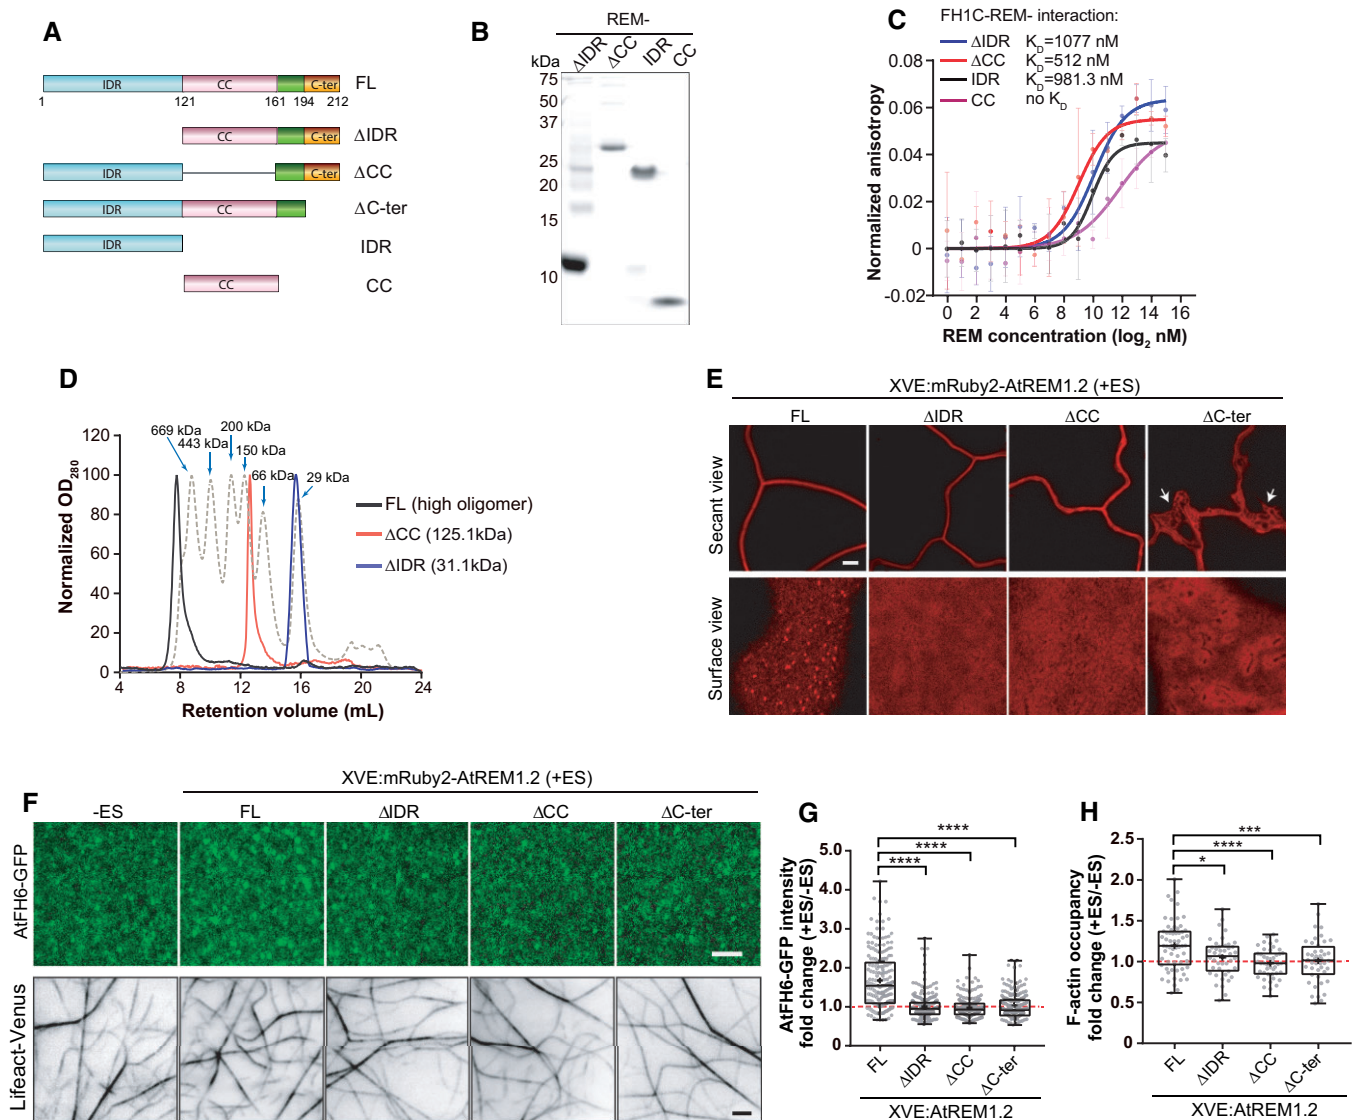 A
IDR
CC
C-ter
FL
1
121
161
194
212
CC
C-ter
ΔIDR
IDR
C-ter
ΔCC
IDR
CC
ΔC-ter
IDR
IDR
CC
CC
B
REM-
kDa
ΔIDR
ΔCC
IDR
CC
75
50
37
25
20
15
10
C
FH1C-REM- interaction:
ΔIDR K_D=1077 nM
ΔCC K_D=512 nM
IDR K_D=981.3 nM
CC no K_D
Normalized anisotropy
0.08
0.06
0.04
0.02
0
-0.02
0 2 4 6 8 10 12 14 16
REM concentration (log2 nM)
D
Normalized OD280
120
100
80
60
40
20
0
669 kDa
443 kDa
200 kDa
150 kDa
66 kDa
29 kDa
FL (high oligomer)
ΔCC (125.1kDa)
ΔIDR (31.1kDa)
4 8 12 16 20 24
Retention volume (mL)
E
XVE:mRuby2-AtREM1.2 (+ES)
FL ΔIDR ΔCC ΔC-ter
Secant view
Surface view
F
XVE:mRuby2-AtREM1.2 (+ES)
-ES FL ΔIDR ΔCC ΔC-ter
AtFH6-GFP
Lifeact-Venus
G
AtFH6-GFP intensity
fold change (+ES/-ES)
5.0
4.0
3.0
2.0
1.0
0
****
****
****
FL ΔIDR ΔCC ΔC-ter
XVE:AtREM1.2
H
F-actin occupancy
fold change (+ES/-ES)
2.5
2.0
1.5
1.0
0.5
0
***
****
*
FL ΔIDR ΔCC ΔC-ter
XVE:AtREM1.2